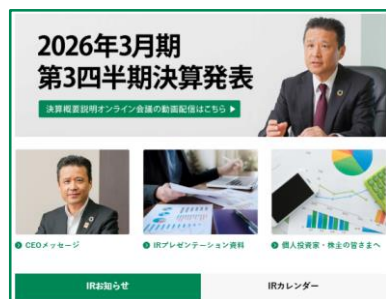 2026年3月期
第3四半期決算発表
決算概要説明オンライン会議の動画配信はこちら ▶
CEOメッセージ
IRプレゼンテーション資料
個人投資家・株主の皆さまへ
IRお知らせ
IRカレンダー